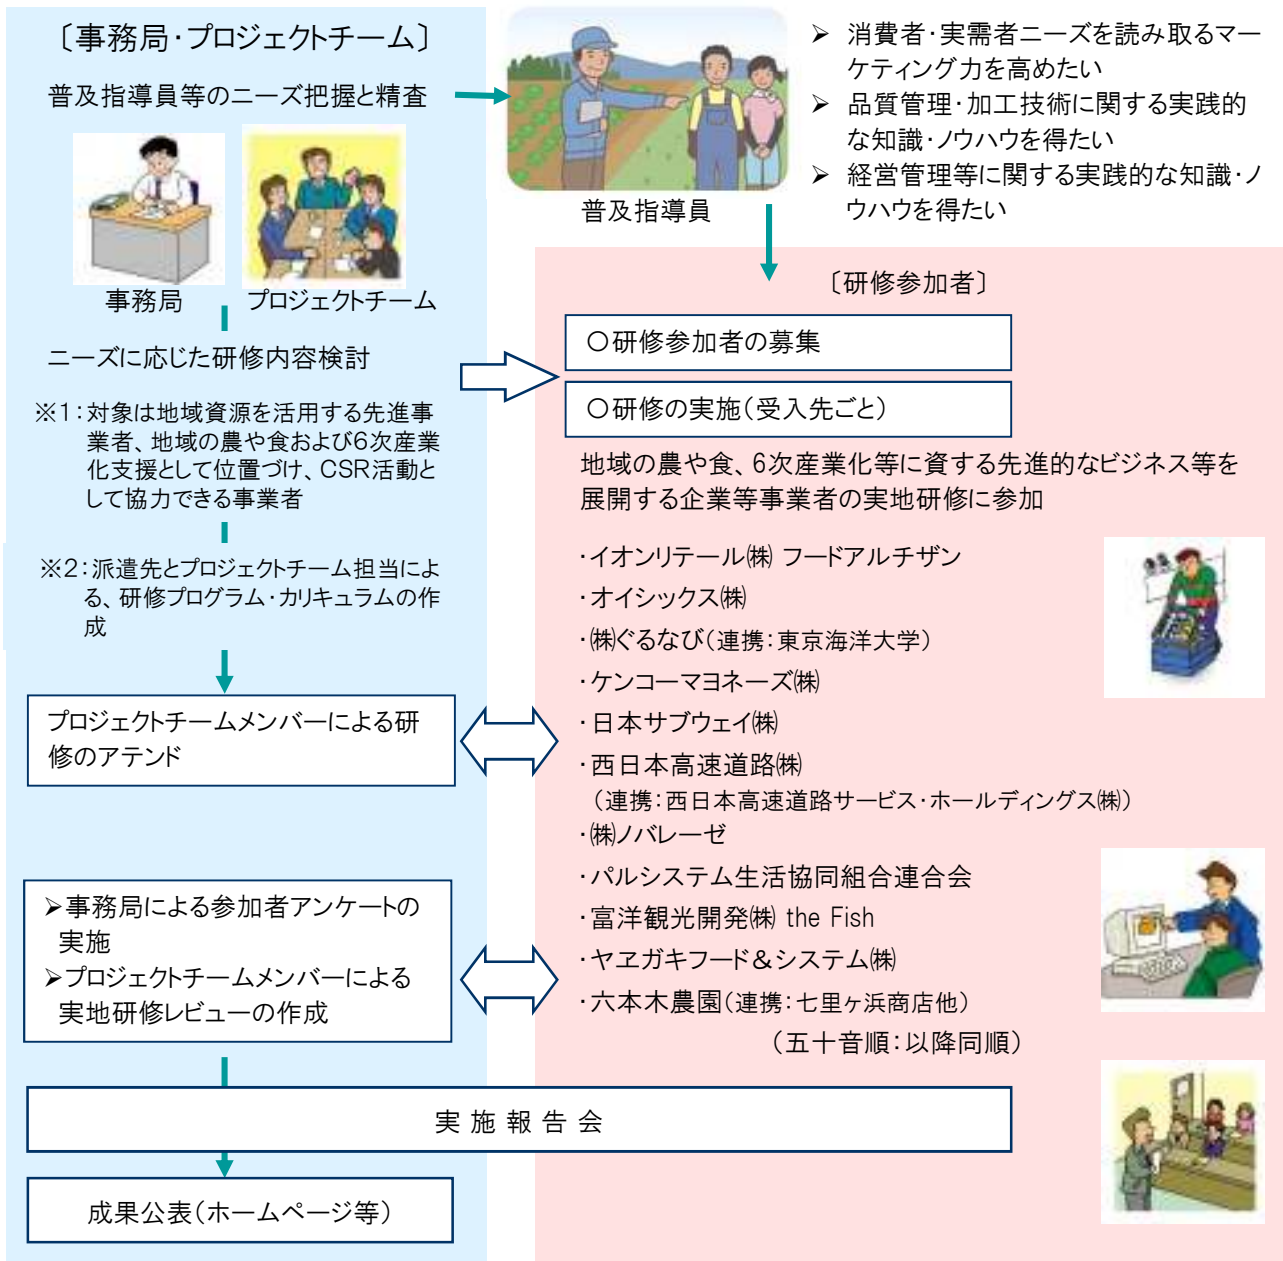 〔事務局・プロジェクトチーム〕
普及指導員等のニーズ把握と精査
事務局
プロジェクトチーム
ニーズに応じた研修内容検討
※1：対象は地域資源を活用する先進事
業者、地域の農や食および6次産業
化支援として位置づけ、CSR活動と
して協力できる事業者
※2：派遣先とプロジェクトチーム担当によ
る、研修プログラム・カリキュラムの作
成
プロジェクトチームメンバーによる研
修のアテンド
➢事務局による参加者アンケートの
実施
➢プロジェクトチームメンバーによる
実地研修レビューの作成
普及指導員
➢ 消費者・実需者ニーズを読み取るマー
ケティング力を高めたい
➢ 品質管理・加工技術に関する実践的
な知識・ノウハウを得たい
➢ 経営管理等に関する実践的な知識・ノ
ウハウを得たい
〔研修参加者〕
○研修参加者の募集
○研修の実施（受入先ごと）
地域の農や食、6次産業化等に資する先進的なビジネス等を
展開する企業等事業者の実地研修に参加
・イオンリテール㈱ フードアルチザン
・オイシックス㈱
・㈱ぐるなび（連携：東京海洋大学）
・ケンコーマヨネーズ㈱
・日本サブウェイ㈱
・西日本高速道路㈱
（連携：西日本高速道路サービス・ホールディングス㈱）
・㈱ノバレーゼ
・パルシステム生活協同組合連合会
・富洋観光開発㈱ the Fish
・ヤヱガキフード＆システム㈱
・六本木農園（連携：七里ヶ浜商店他）
（五十音順：以降同順）
実 施 報 告 会
成果公表（ホームページ等）